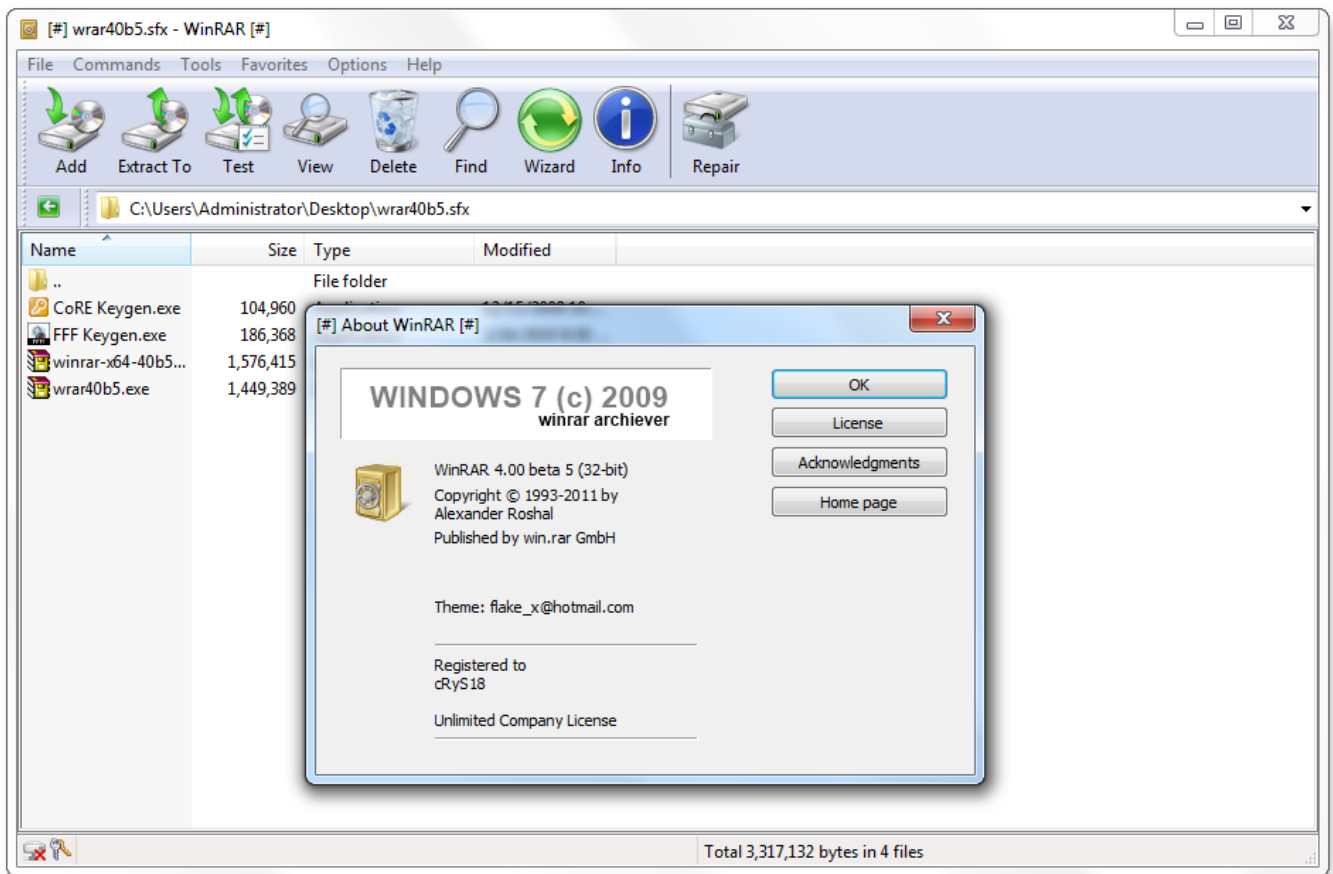 [#] wrar40b5.sfx - WinRAR [#]
File Commands Tools Favorites Options Help
Add Extract To Test View Delete Find Wizard Info Repair
C:\Users\Administrator\Desktop\wrar40b5.sfx
Name Size Type Modified
.. File folder
CoRE Keygen.exe 104,960
FFF Keygen.exe 186,368
winrar-x64-40b5... 1,576,415
wrar40b5.exe 1,449,389
[#] About WinRAR [#]
WINDOWS 7 (c) 2009
winrar archiever
OK
License
Acknowledgments
Home page
WinRAR 4.00 beta 5 (32-bit)
Copyright © 1993-2011 by
Alexander Roshal
Published by win.rar GmbH
Theme: flake_x@hotmail.com
Registered to
cRyS18
Unlimited Company License
Total 3,317,132 bytes in 4 files